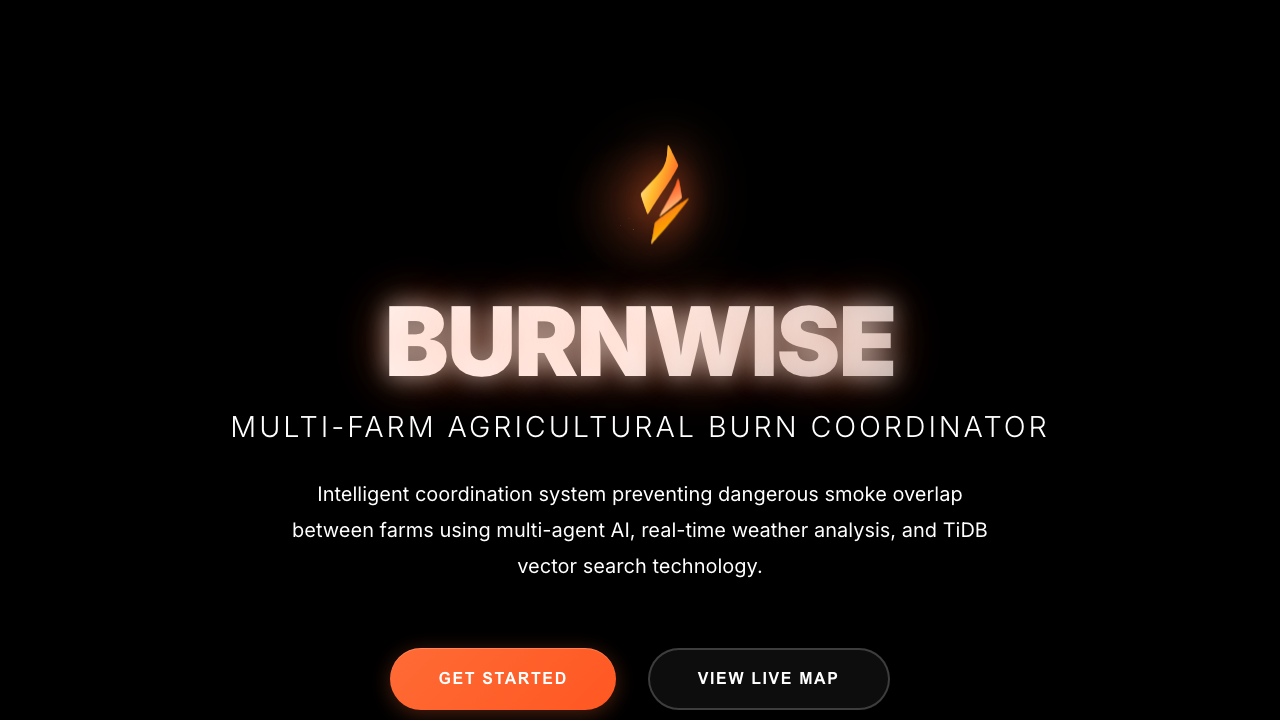 BURNWISE
MULTI-FARM AGRICULTURAL BURN COORDINATOR
Intelligent coordination system preventing dangerous smoke overlap
between farms using multi-agent AI, real-time weather analysis, and TiDB
vector search technology.
GET STARTED
VIEW LIVE MAP